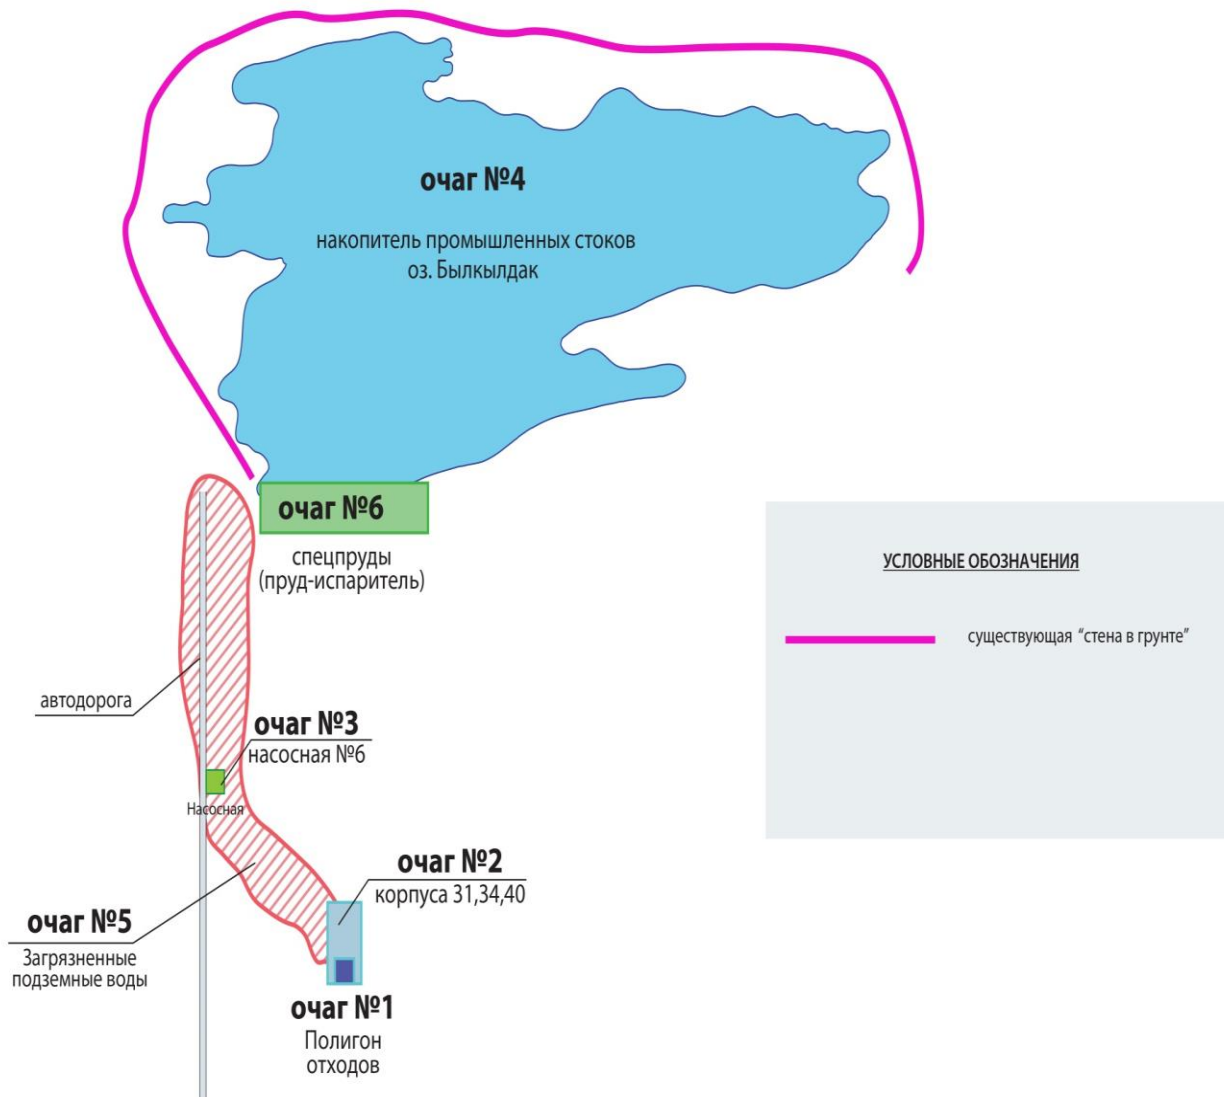 очаг №4
накопитель промышленных стоков
оз. Былкылдак
очаг №6
спецпруды
(пруд-испаритель)
УСЛОВНЫЕ ОБОЗНАЧЕНИЯ
существующая "стена в грунте"
автодорога
очаг №3
насосная №6
Насосная
очаг №2
корпуса 31,34,40
очаг №5
Загрязненные
подземные воды
очаг №1
Полигон
отходов